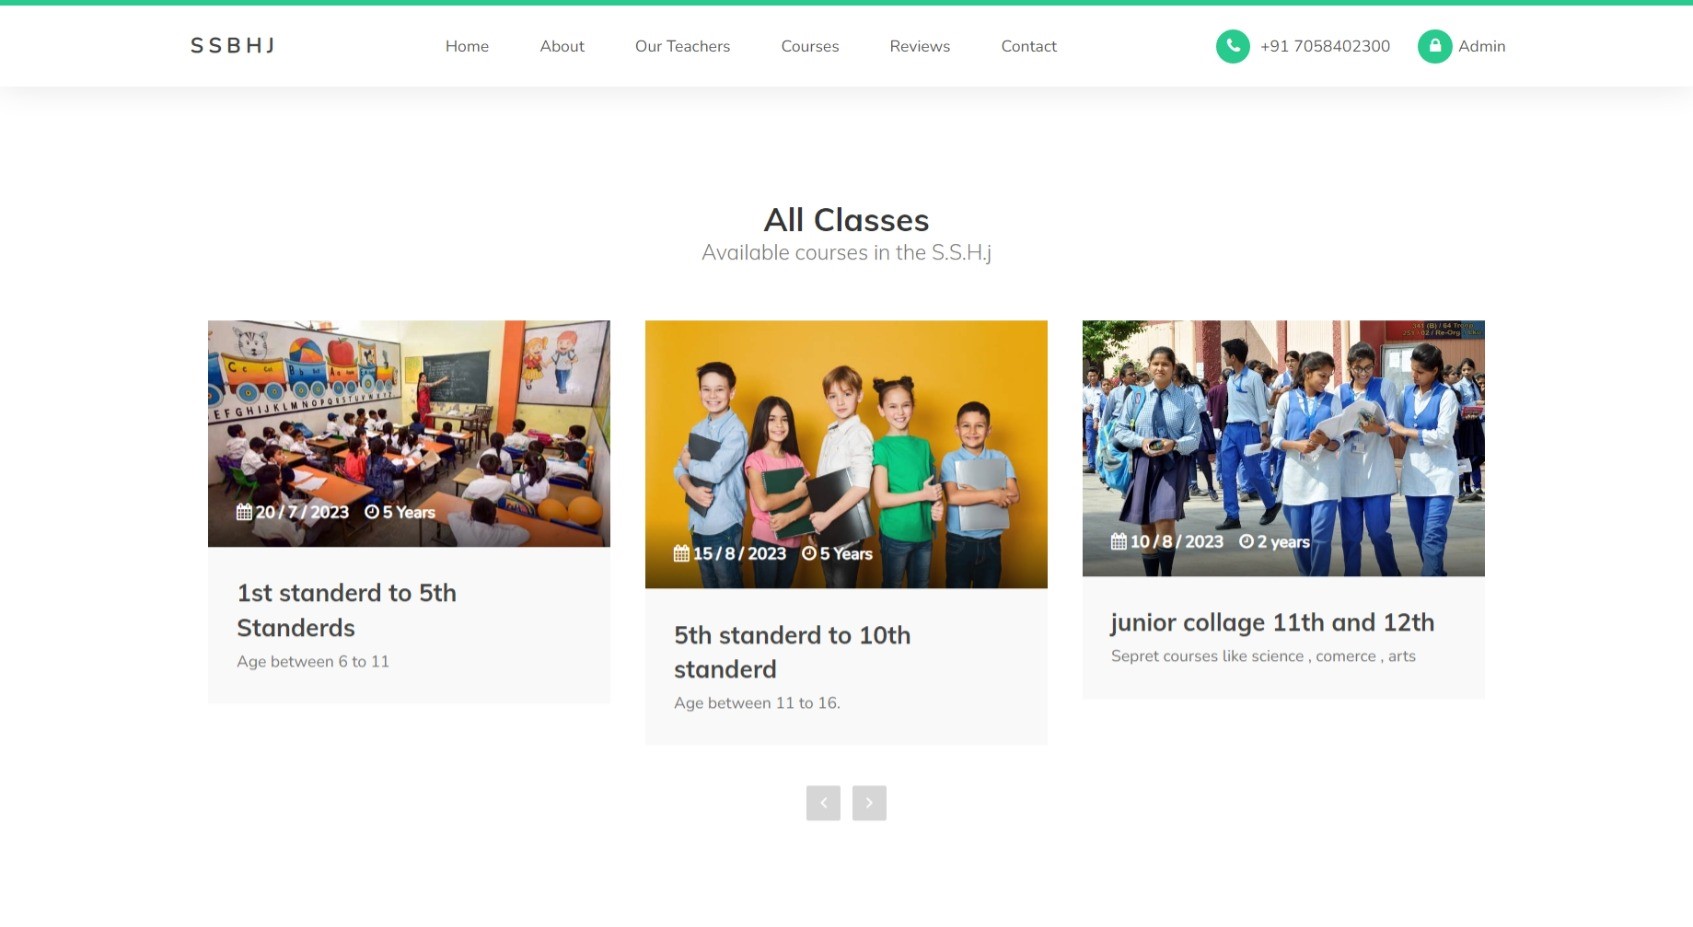 SSBHJ
Home
About
Our Teachers
Courses
Reviews
Contact
+91 7058402300
Admin
All Classes
Available courses in the S.S.H.j
20 / 7 / 2023 5 Years
1st standerd to 5th
Standerds
Age between 6 to 11
15 / 8 / 2023 5 Years
5th standerd to 10th
standerd
Age between 11 to 16.
10 / 8 / 2023 2 years
junior collage 11th and 12th
Sepret courses like science , comerce , arts